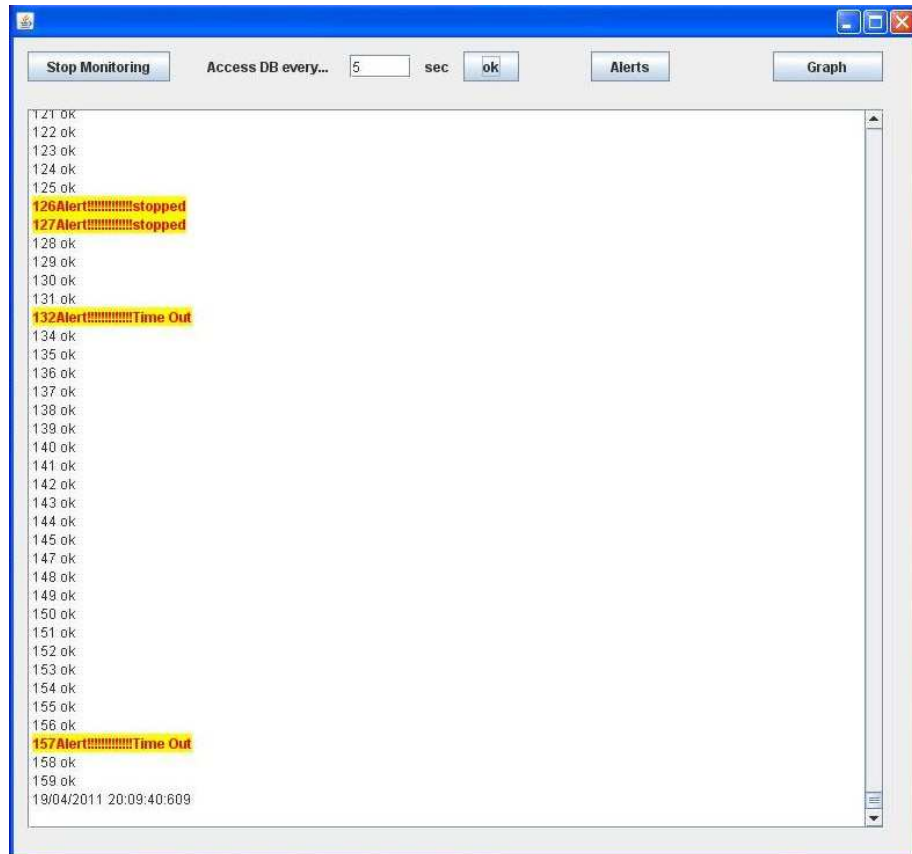 Stop Monitoring Access DB every... 5 sec ok Alerts Graph
121 ok
122 ok
123 ok
124 ok
125 ok
126Alert!!!!!!!!!!!!!stopped
127Alert!!!!!!!!!!!!!stopped
128 ok
129 ok
130 ok
131 ok
132Alert!!!!!!!!!!!!!Time Out
134 ok
135 ok
136 ok
137 ok
138 ok
139 ok
140 ok
141 ok
142 ok
143 ok
144 ok
145 ok
147 ok
148 ok
149 ok
150 ok
151 ok
152 ok
153 ok
154 ok
155 ok
156 ok
157Alert!!!!!!!!!!!!!Time Out
158 ok
159 ok
19/04/2011 20:09:40:609